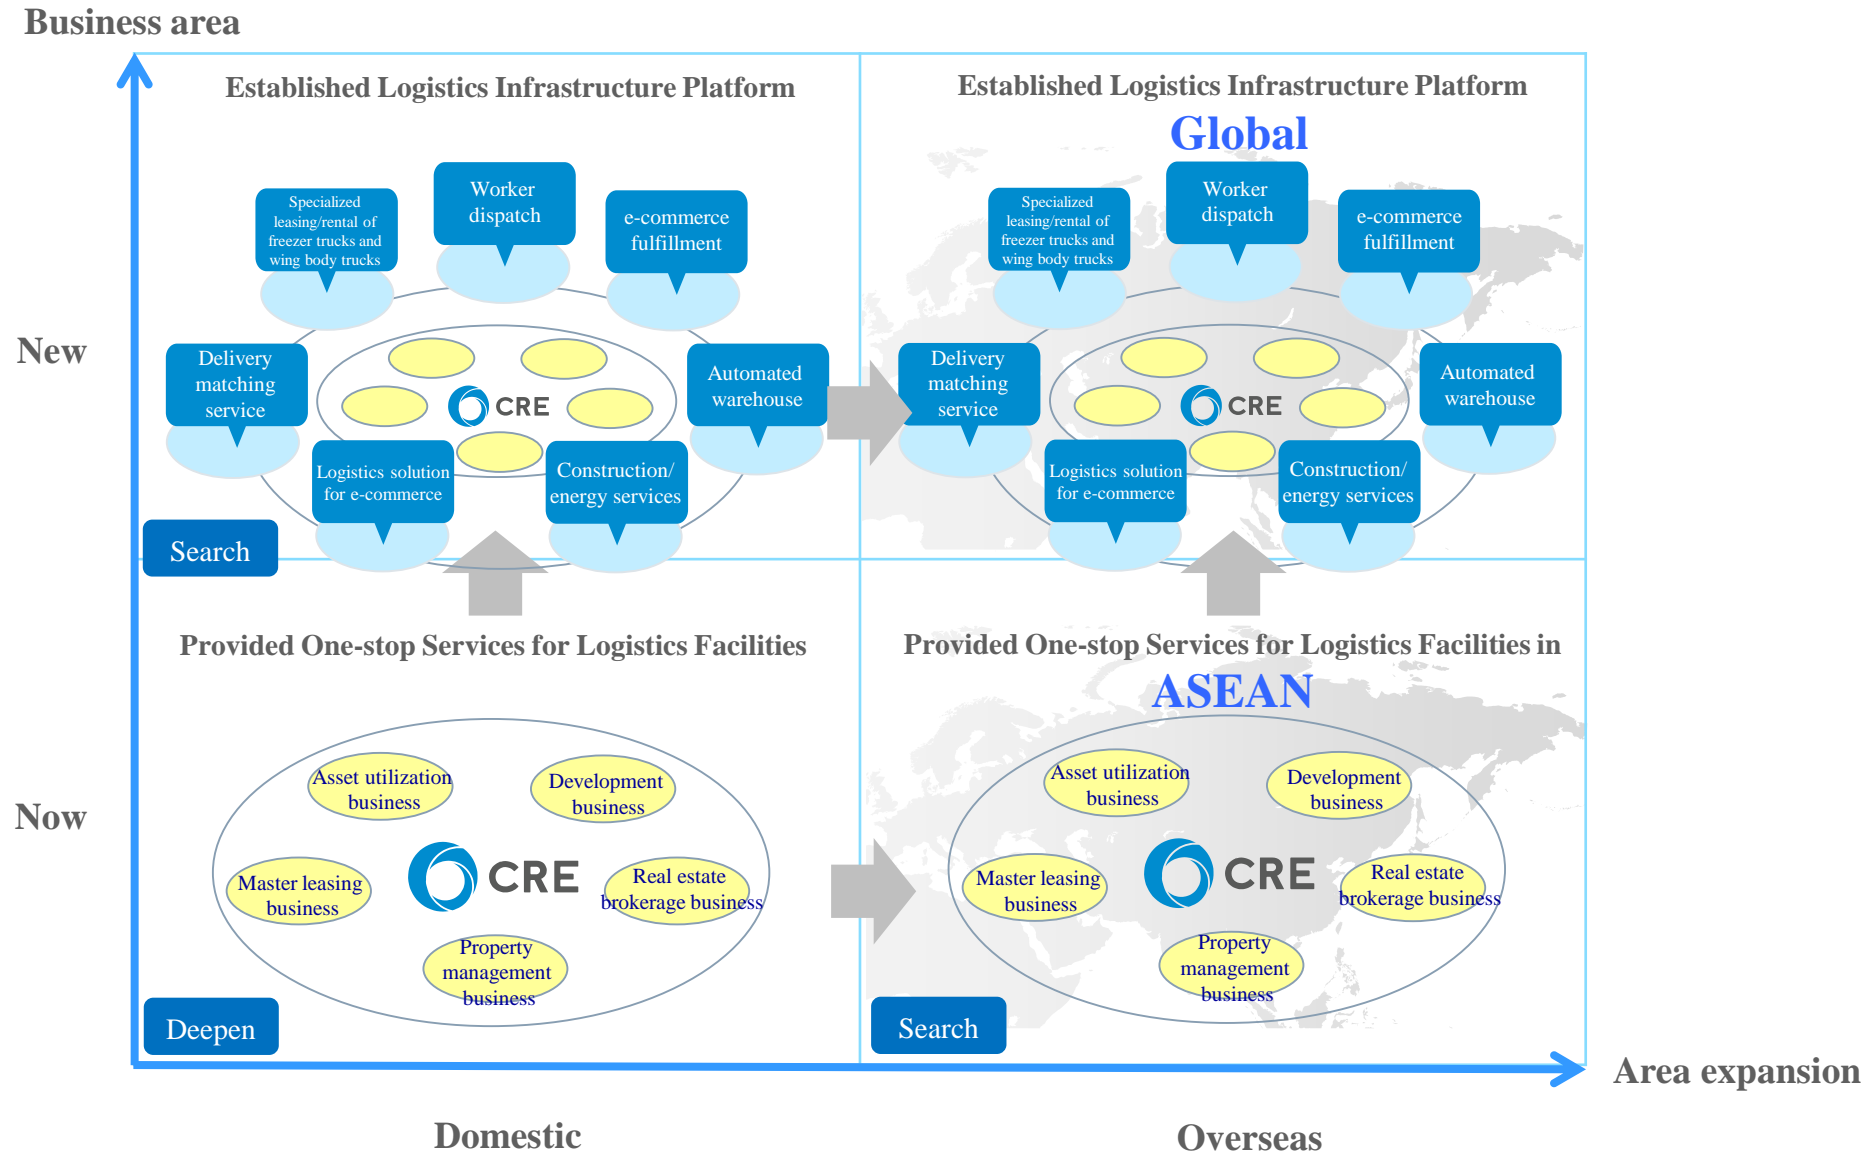 Business area
Established Logistics Infrastructure Platform
Specialized
leasing/rental of
freezer trucks and
wing body trucks
Worker
dispatch
e-commerce
fulfillment
New
Delivery
matching
service
CRE
Automated
warehouse
Logistics solution
for e-commerce
Construction/
energy services
Search
Established Logistics Infrastructure Platform
Global
Specialized
leasing/rental of
freezer trucks and
wing body trucks
Worker
dispatch
e-commerce
fulfillment
Delivery
matching
service
CRE
Automated
warehouse
Logistics solution
for e-commerce
Construction/
energy services
Provided One-stop Services for Logistics Facilities
Now
Asset utilization
business
Development
business
Master leasing
business
CRE
Real estate
brokerage business
Property
management
business
Deepen
Provided One-stop Services for Logistics Facilities in
ASEAN
Asset utilization
business
Development
business
Master leasing
business
CRE
Real estate
brokerage business
Property
management
business
Search
Area expansion
Domestic
Overseas